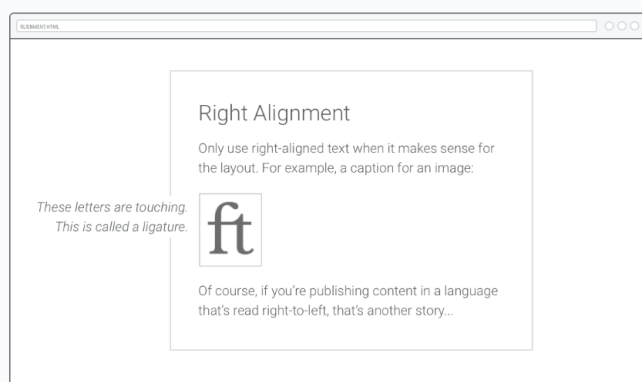 ALIGNMENT.HTML
Right Alignment
Only use right-aligned text when it makes sense for
the layout. For example, a caption for an image:
These letters are touching.
This is called a ligature.
ft
Of course, if you’re publishing content in a language
that’s read right-to-left, that’s another story...